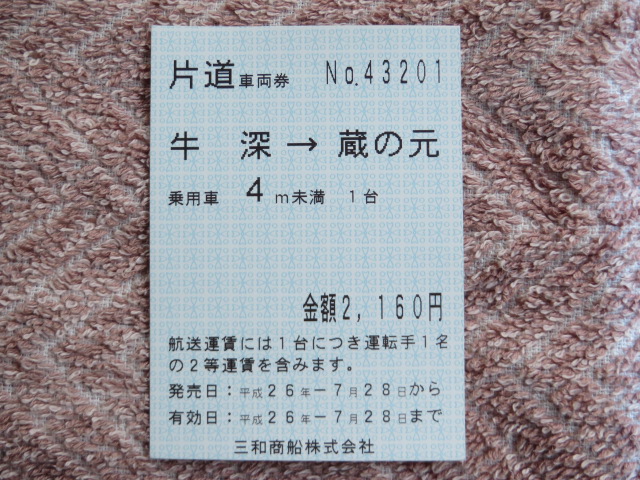 片道車両券 No.43201
牛 深 → 蔵の元
乗用車 4m未満 1台
金額2,160円
航送運賃には1台につき運転手1名
の2等運賃を含みます。
発売日:平成26年-7月28日から
有効日:平成26年-7月28日まで
三和商船株式会社